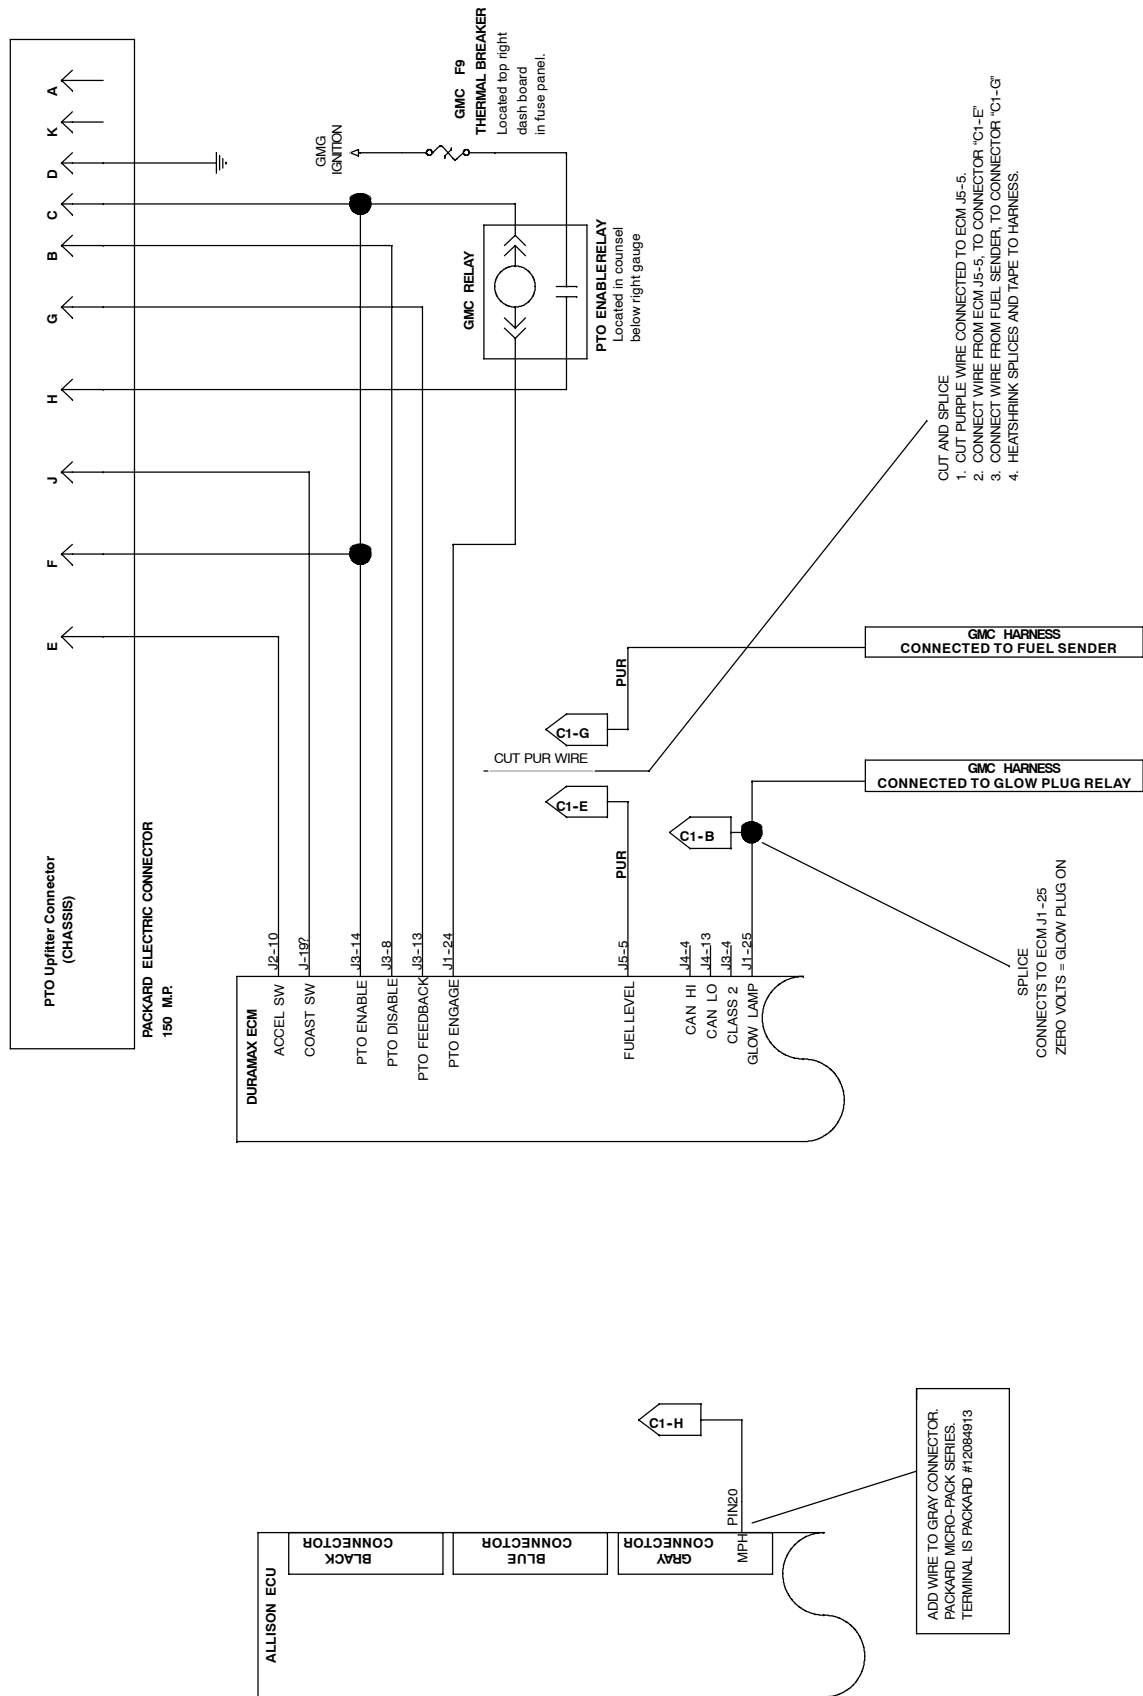 PTO Upfitter Connector
(CHASSIS)
E
F
J
H
G
B
C
D
K
A
PACKARD ELECTRIC CONNECTOR
150 M.P.
GMG
IGNITION
GMC F9
THERMAL BREAKER
Located top right
dash board
in fuse panel.
GMC RELAY
PTO ENABLERELAY
Located in counsel
below right gauge
DURAMAX ECM
ACCEL SW J2-10
COAST SW J-19?
PTO ENABLE J3-14
PTO DISABLE J3-8
PTO FEEDBACK J3-13
PTO ENGAGE J1-24
FUEL LEVEL J5-5
CAN HI J4-4
CAN LO J4-13
CLASS 2 J3-4
GLOW LAMP J1-25
PUR
C1-E
CUT PUR WIRE
C1-G
PUR
C1-B
CUT AND SPLICE
1. CUT PURPLE WIRE CONNECTED TO ECM J5-5.
2. CONNECT WIRE FROM ECM J5-5, TO CONNECTOR "C1-E"
3. CONNECT WIRE FROM FUEL SENDER, TO CONNECTOR "C1-G"
4. HEATSHRINK SPLICES AND TAPE TO HARNESS.
GMC HARNESS
CONNECTED TO FUEL SENDER
GMC HARNESS
CONNECTED TO GLOW PLUG RELAY
SPLICE
CONNECTS TO ECM J1-25
ZERO VOLTS = GLOW PLUG ON
ALLISON ECU
BLACK
CONNECTOR
BLUE
CONNECTOR
GRAY
CONNECTOR
MPH PIN20
C1-H
ADD WIRE TO GRAY CONNECTOR.
PACKARD MICRO-PACK SERIES.
TERMINAL IS PACKARD #12084913